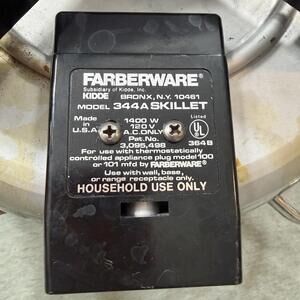 FARBERWARE®
Subsidiary of Kidde, Inc.
KIDDE BRONX, N.Y. 10461
MODEL 344A SKILLET
Made in U.S.A.
1400 W
120 V
A.C. ONLY
Pat. No.
3,095,498
Listed
UL
364B
For use with thermostatically
controlled appliance plug model 100
or 101 mfd by FARBERWARE®
Use with wall, base,
or range receptacle only.
HOUSEHOLD USE ONLY